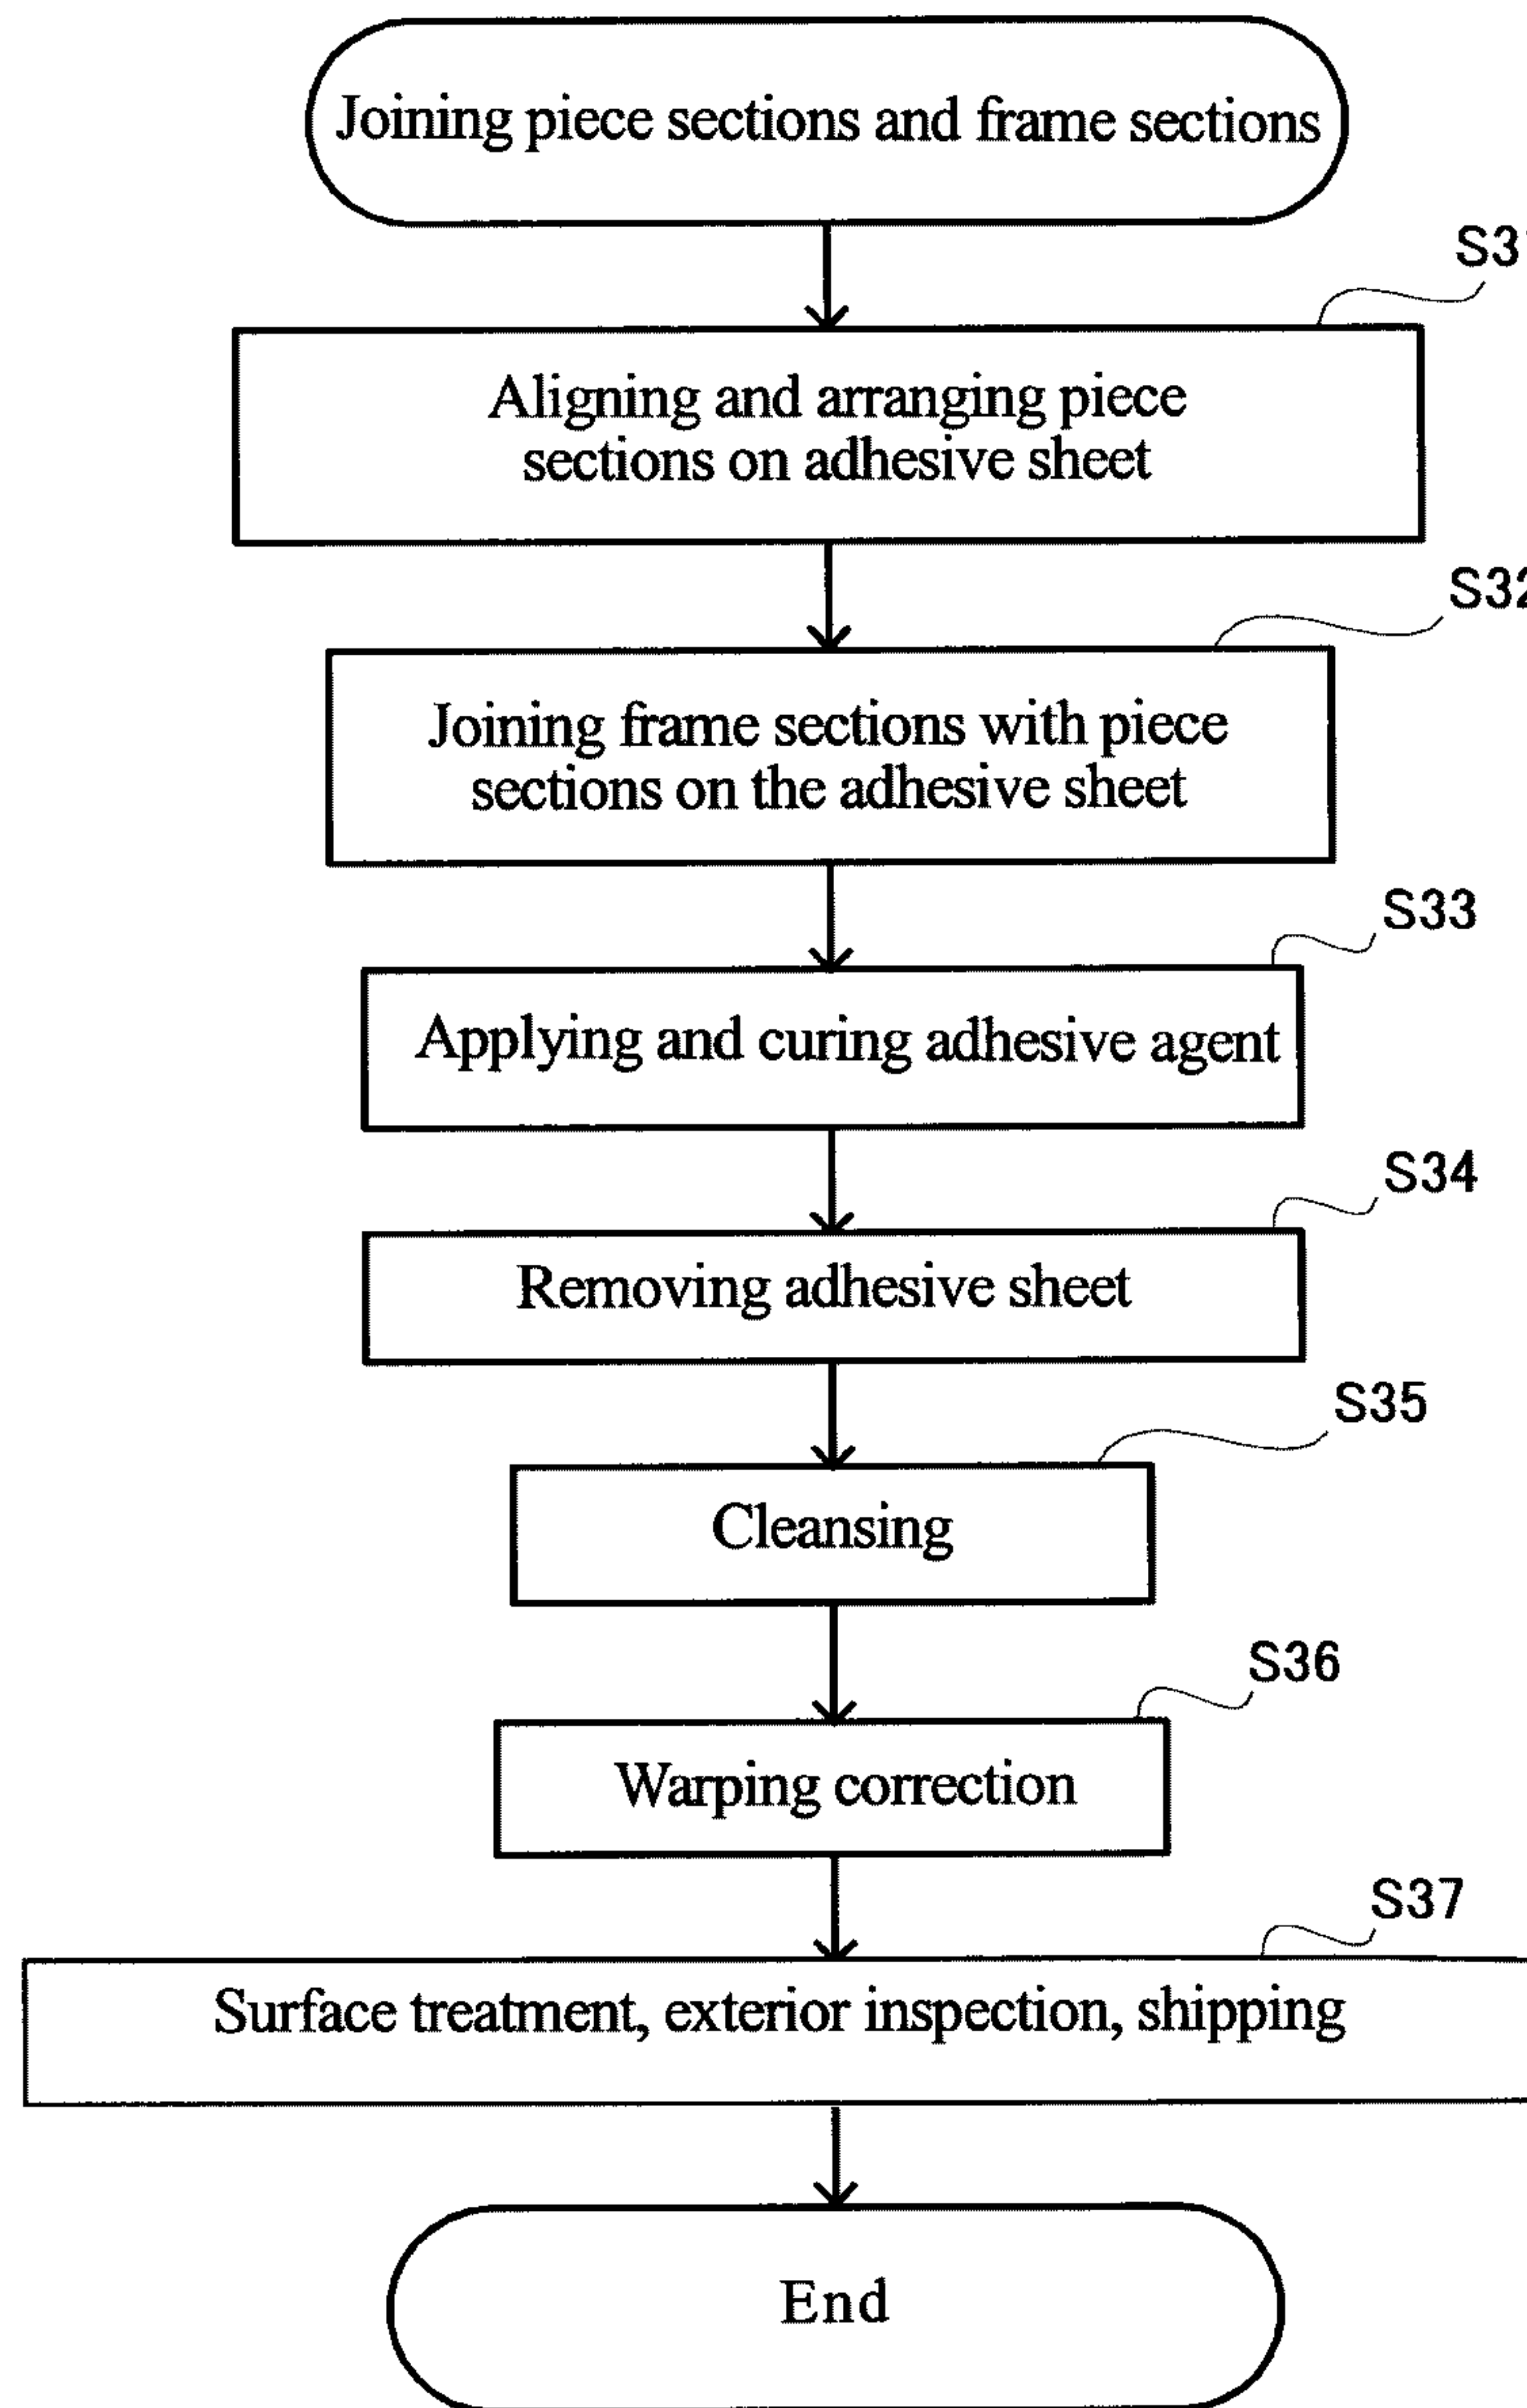 Joining piece sections and frame sections
S31
Aligning and arranging piece
sections on adhesive sheet
S32
Joining frame sections with piece
sections on the adhesive sheet
S33
Applying and curing adhesive agent
S34
Removing adhesive sheet
S35
Cleansing
S36
Warping correction
S37
Surface treatment, exterior inspection, shipping
End